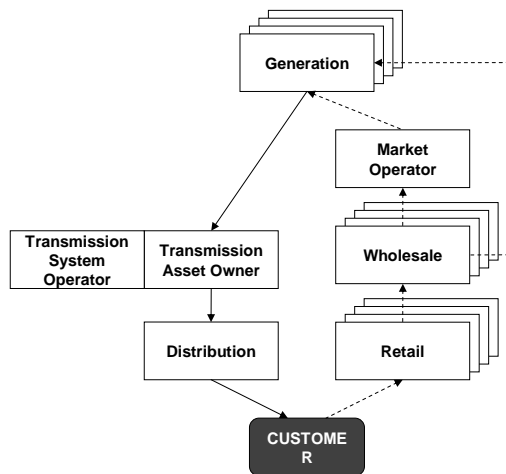 Generation
Market
Operator
Transmission
System
Operator
Transmission
Asset Owner
Wholesale
Distribution
Retail
CUSTOME
R